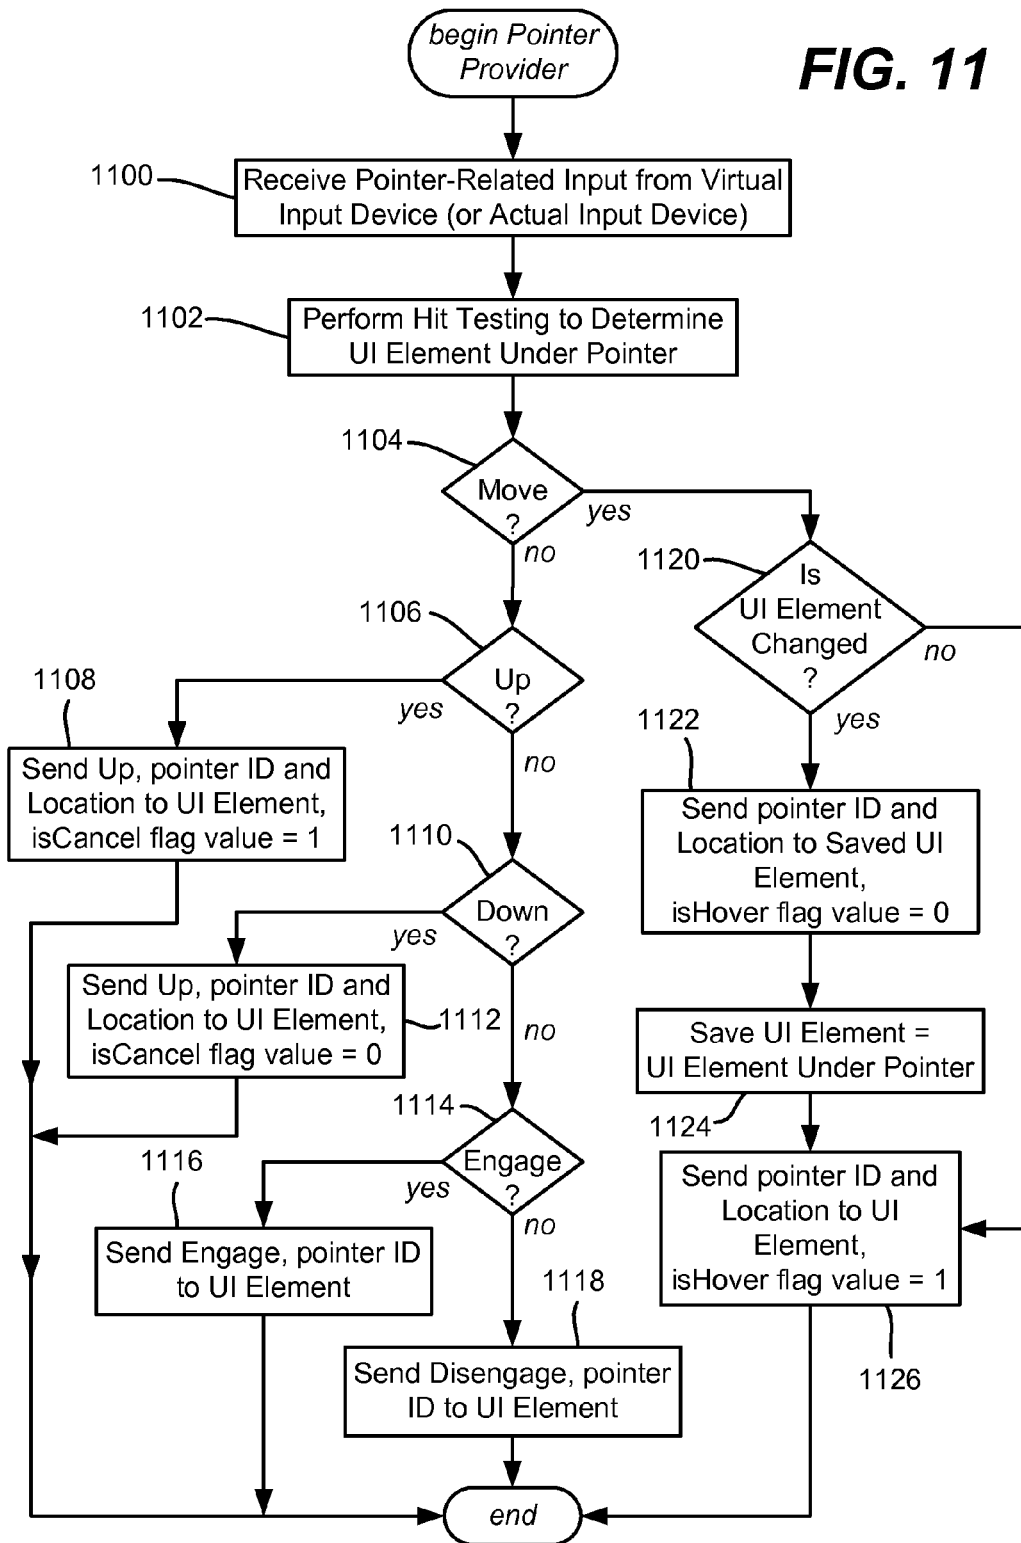 begin Pointer
Provider
FIG. 11
1100
Receive Pointer-Related Input from Virtual
Input Device (or Actual Input Device)
1102
Perform Hit Testing to Determine
UI Element Under Pointer
1104
Move
?
yes
no
1120
Is
UI Element
Changed
?
no
yes
1106
Up
?
yes
no
1108
Send Up, pointer ID and
Location to UI Element,
isCancel flag value = 1
1122
Send pointer ID and
Location to Saved UI
Element,
isHover flag value = 0
1110
Down
?
yes
no
Send Up, pointer ID and
Location to UI Element,
isCancel flag value = 0
1112
Save UI Element =
UI Element Under Pointer
1124
1114
Engage
?
yes
no
1116
Send Engage, pointer ID
to UI Element
Send pointer ID and
Location to UI
Element,
isHover flag value = 1
1126
1118
Send Disengage, pointer
ID to UI Element
end